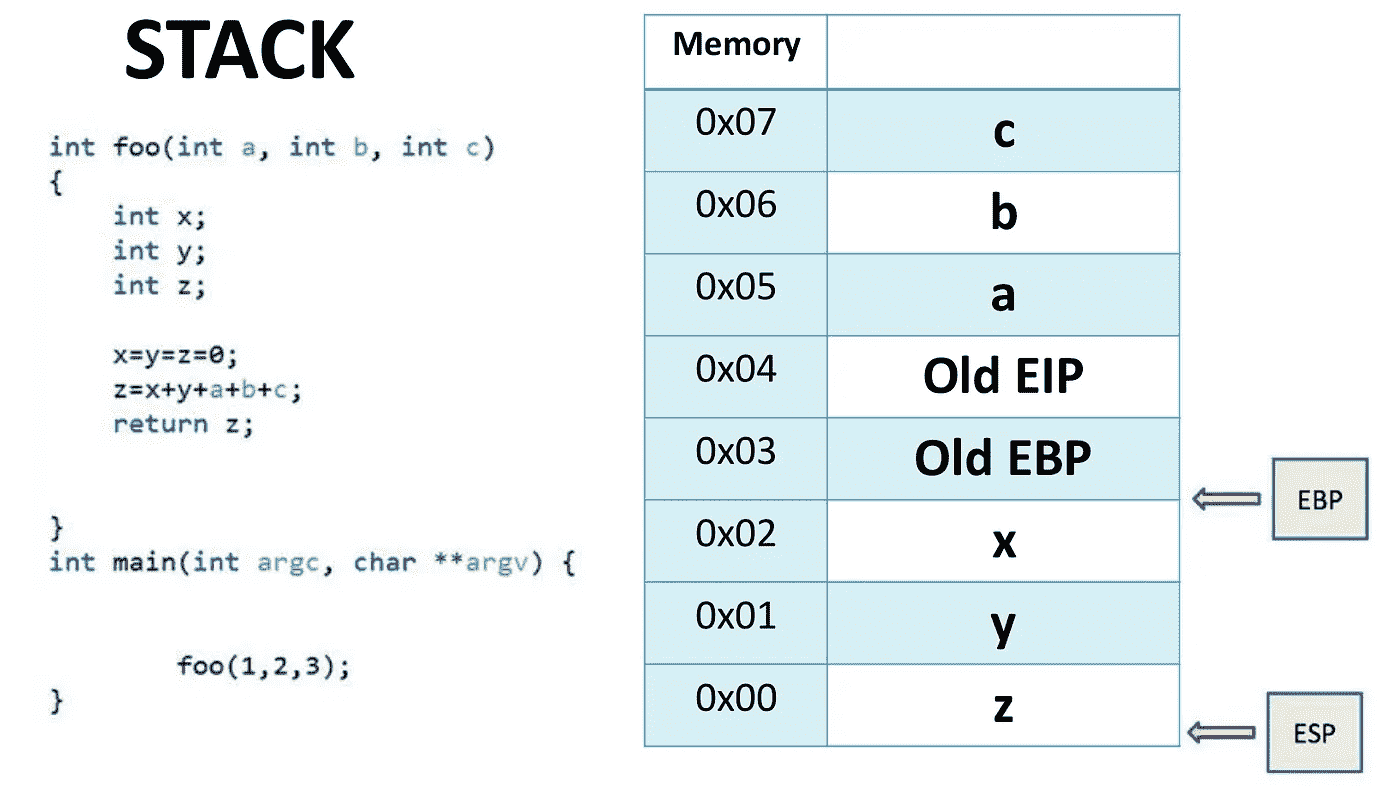 STACK
int foo(int a, int b, int c)
{
int x;
int y;
int z;
x=y=z=0;
z=x+y+a+b+c;
return z;
}
int main(int argc, char **argv) {
foo(1,2,3);
}
Memory
0x07 c
0x06 b
0x05 a
0x04 Old EIP
0x03 Old EBP
0x02 x
0x01 y
0x00 z
EBP
ESP